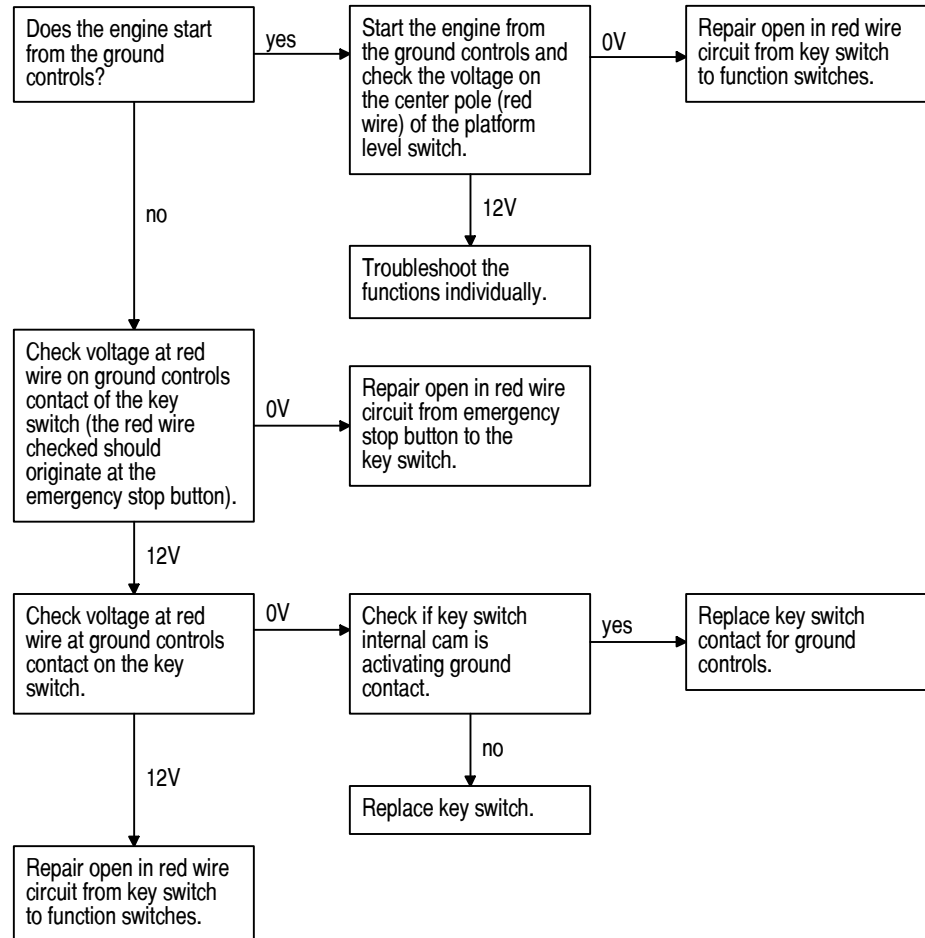 Does the engine start
from the ground
controls?
yes
Start the engine from
the ground controls and
check the voltage on
the center pole (red
wire) of the platform
level switch.
0V
Repair open in red wire
circuit from key switch
to function switches.
12V
Troubleshoot the
functions individually.
no
Check voltage at red
wire on ground controls
contact of the key
switch (the red wire
checked should
originate at the
emergency stop button).
0V
Repair open in red wire
circuit from emergency
stop button to the
key switch.
12V
Check voltage at red
wire at ground controls
contact on the key
switch.
0V
Check if key switch
internal cam is
activating ground
contact.
yes
Replace key switch
contact for ground
controls.
no
Replace key switch.
12V
Repair open in red wire
circuit from key switch
to function switches.